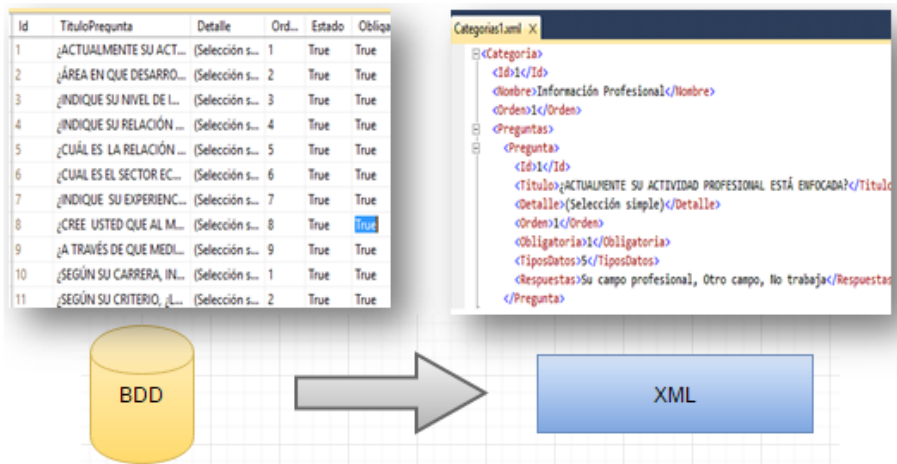 Id TituloPregunta Detalle Ord... Estado Obliga
1 ¿ACTUALMENTE SU ACT... (Selección s... 1 True True
2 ¿ÁREA EN QUE DESARRO... (Selección s... 2 True True
3 ¿INDIQUE SU NIVEL DE I... (Selección s... 3 True True
4 ¿INDIQUE SU RELACIÓN ... (Selección s... 4 True True
5 ¿CUÁL ES LA RELACIÓN ... (Selección s... 5 True True
6 ¿CUAL ES EL SECTOR EC... (Selección s... 6 True True
7 ¿INDIQUE SU EXPERIENC... (Selección s... 7 True True
8 ¿CREE USTED QUE AL M... (Selección s... 8 True True
9 ¿A TRAVÉS DE QUE MEDI... (Selección s... 9 True True
10 ¿SEGÚN SU CARRERA, IN... (Selección s... 1 True True
11 ¿SEGÚN SU CRITERIO, ¿L... (Selección s... 2 True True
Categorias1.xml X
<Categoria>
<Id>1</Id>
<Nombre>Información Profesional</Nombre>
<Orden>1</Orden>
<Preguntas>
<Pregunta>
<Id>1</Id>
<Titulo>¿ACTUALMENTE SU ACTIVIDAD PROFESIONAL ESTÁ ENFOCADA?</Titulo
<Detalle>(Selección simple)</Detalle>
<Orden>1</Orden>
<Obligatoria>1</Obligatoria>
<TiposDatos>5</TiposDatos>
<Respuestas>Su campo profesional, Otro campo, No trabaja</Respuestas
</Pregunta>
BDD
XML